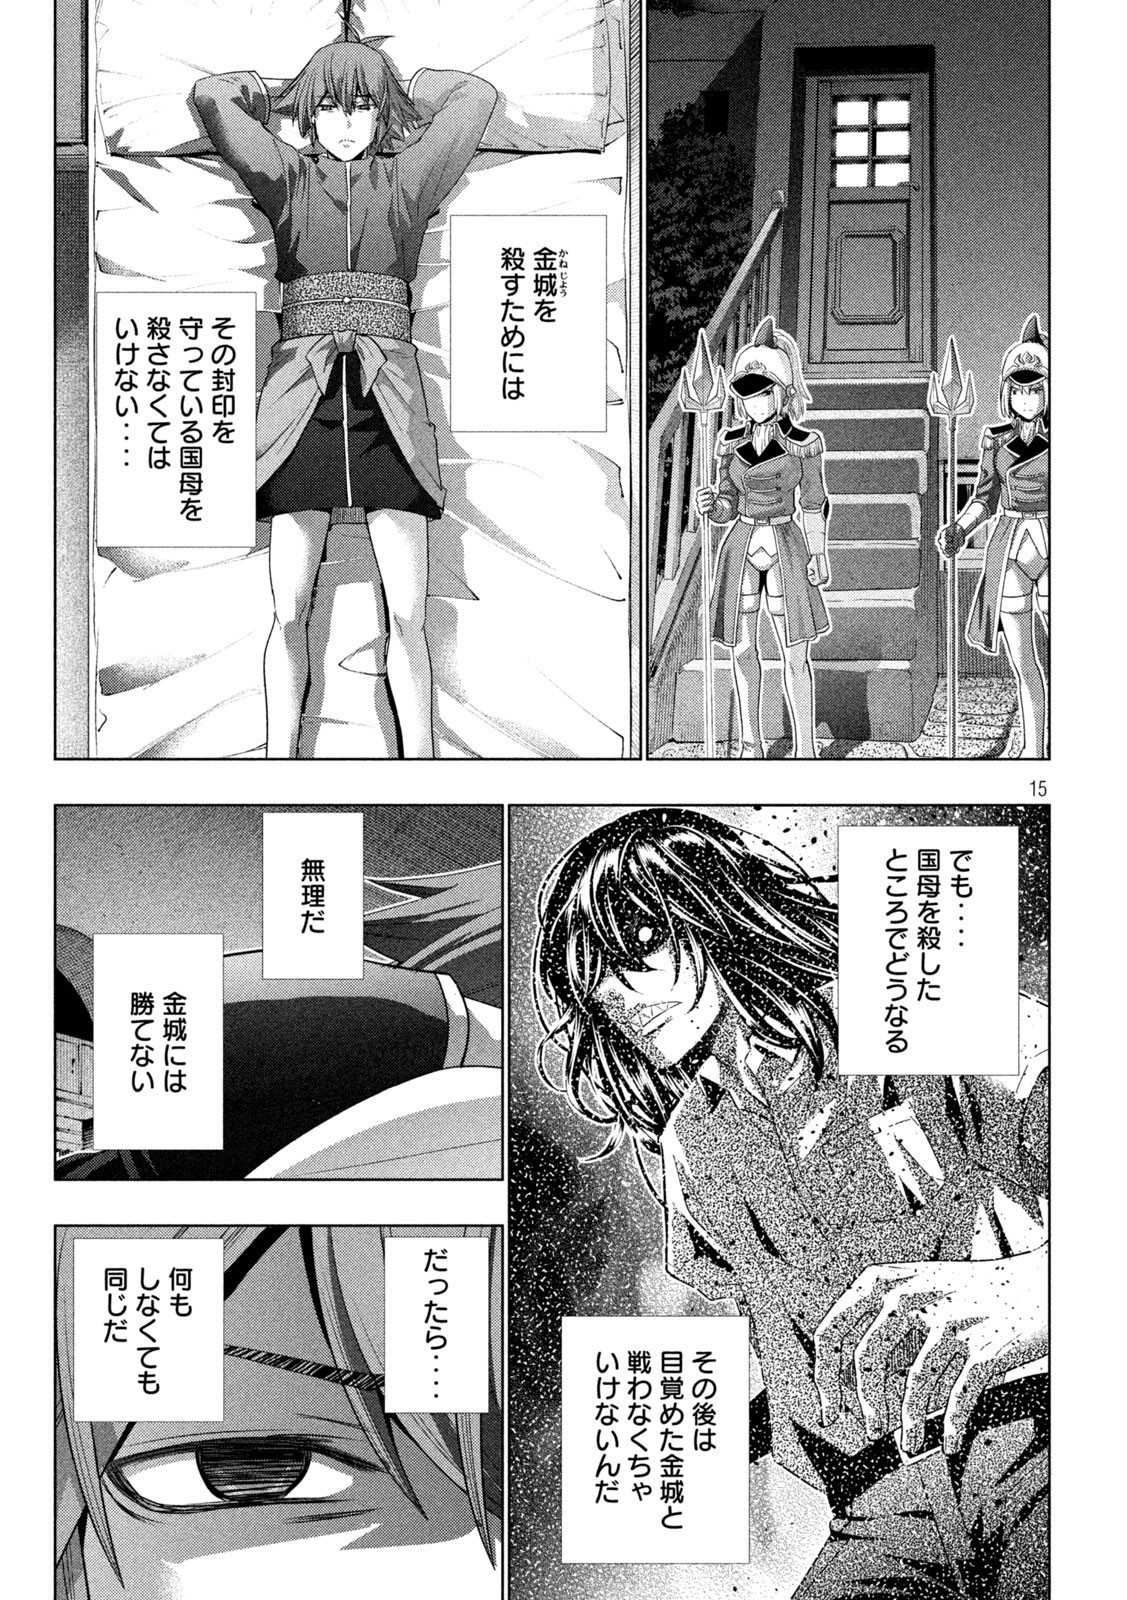 金城を
かねじょう
殺すためには
その封印を
守っている国母を
殺さなくては
いけない‥‥
15
でも‥‥
国母を殺した
ところでどうなる
その後は
目覚めた金城と
戦わなくちゃ
いけないんだ
無理だ
金城には
勝てない
だったら‥‥
何も
しなくても
同じだ